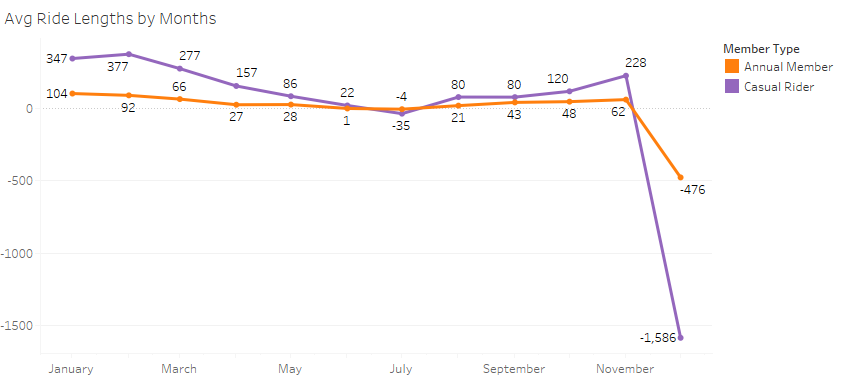 Avg Ride Lengths by Months
Member Type
Annual Member
Casual Rider
347
377
277
157
86
22
-4
80
80
120
228
104
92
66
27
28
1
-35
21
43
48
62
-476
-1,586
0
-500
-1000
-1500
January
March
May
July
September
November